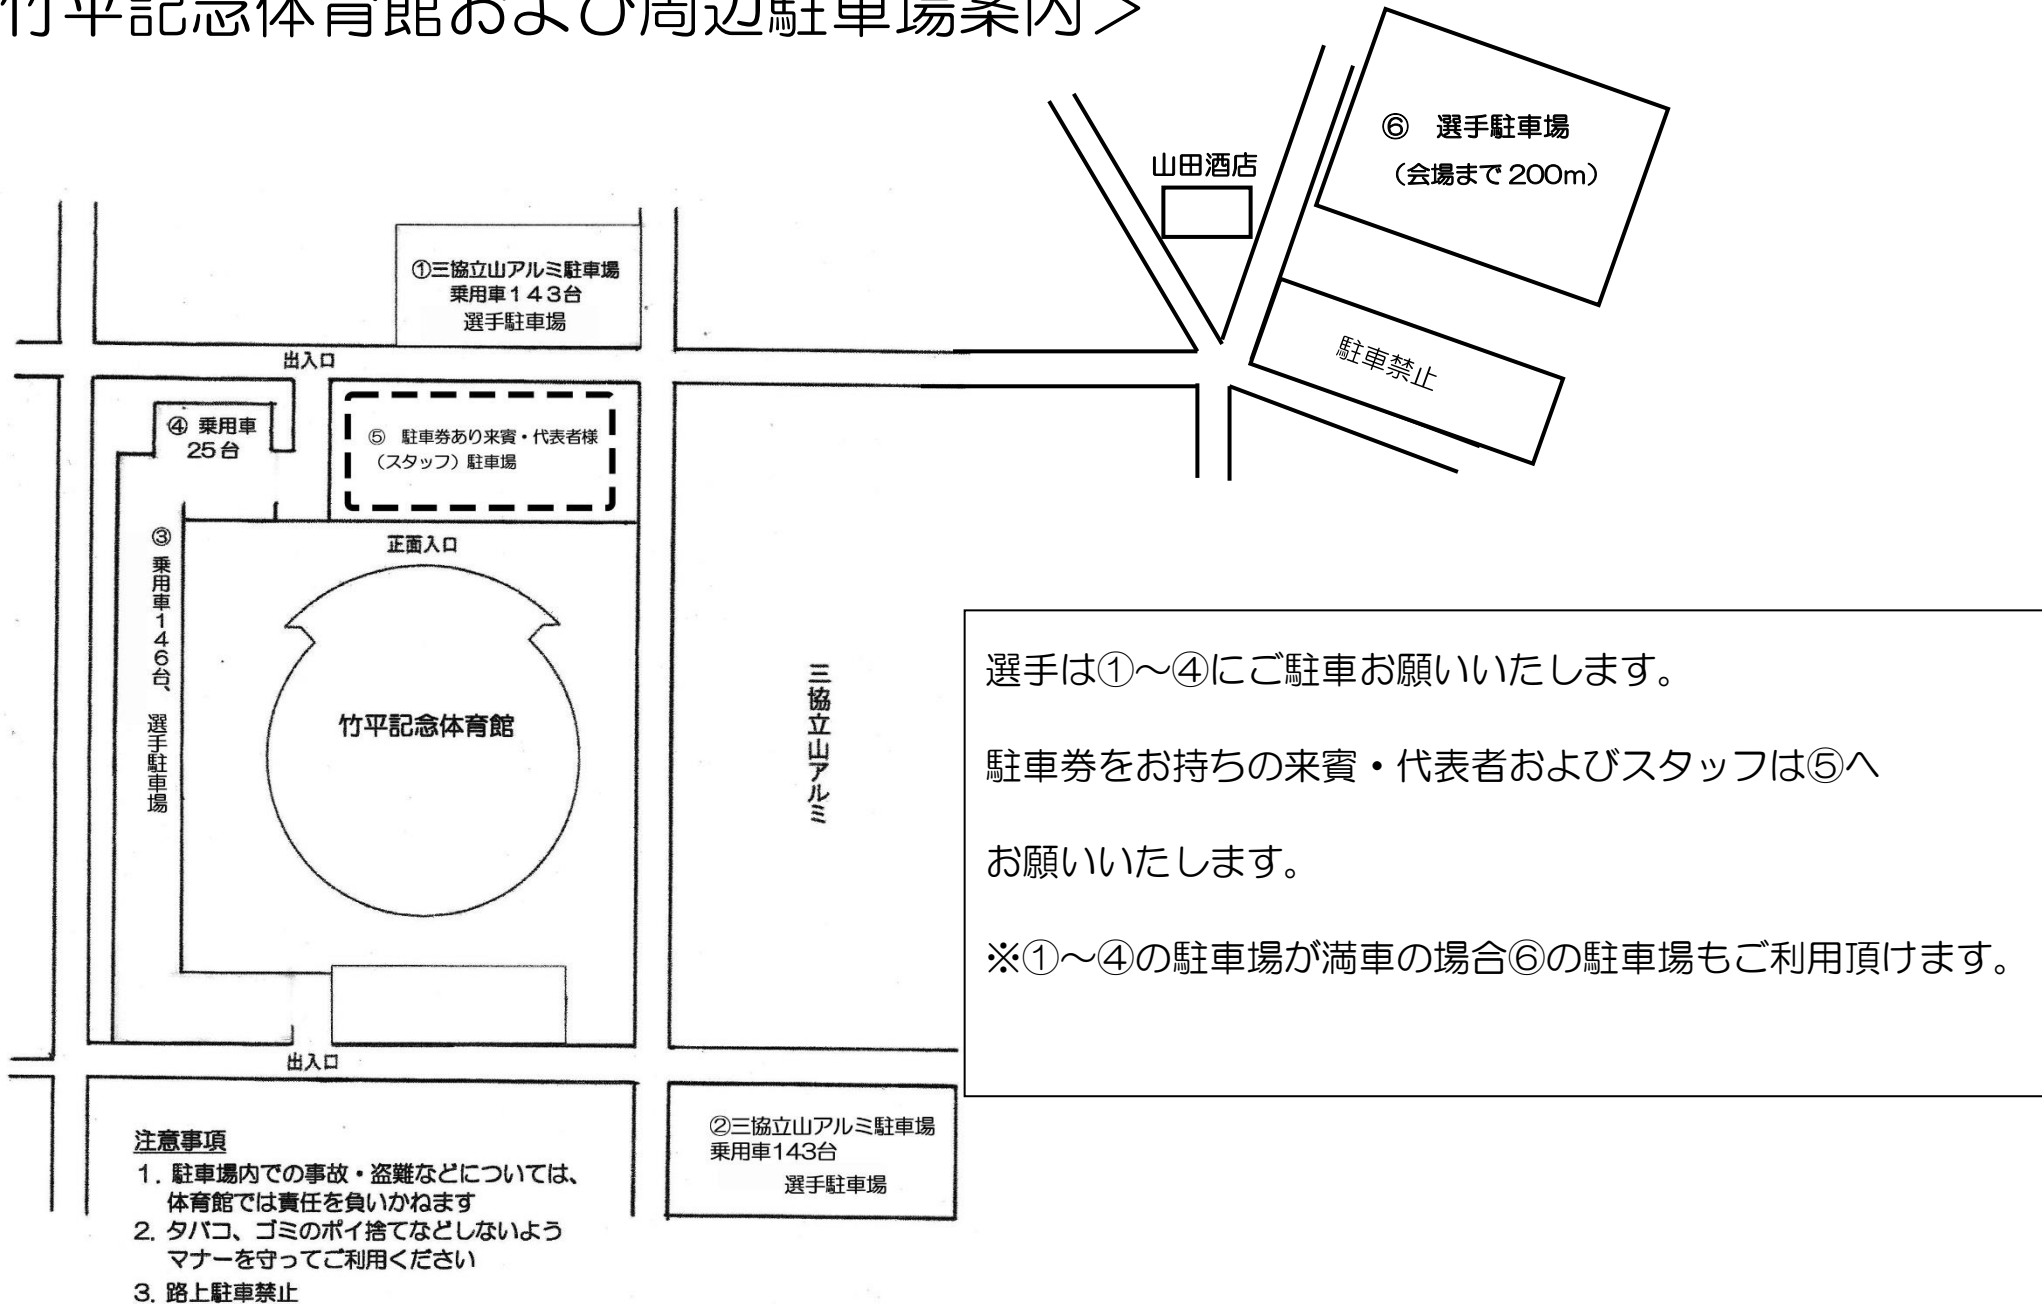 竹平記念体育館および周辺駐車場案内＞
⑥　選手駐車場
（会場まで200m）
山田酒店
駐車禁止
①三協立山アルミ駐車場
乗用車１４３台
選手駐車場
出入口
④ 乗用車
25台
⑤　駐車券あり来賓・代表者様
（スタッフ）駐車場
正面入口
③ 乗用車146台、 選手駐車場
竹平記念体育館
三協立山アルミ
選手は①～④にご駐車お願いいたします。
駐車券をお持ちの来賓・代表者およびスタッフは⑤へ
お願いいたします。
※①～④の駐車場が満車の場合⑥の駐車場もご利用頂けます。
出入口
②三協立山アルミ駐車場
乗用車143台
選手駐車場
注意事項
1. 駐車場内での事故・盗難などについては、
体育館では責任を負いかねます
2. タバコ、ゴミのポイ捨てなどしないよう
マナーを守ってご利用ください
3. 路上駐車禁止